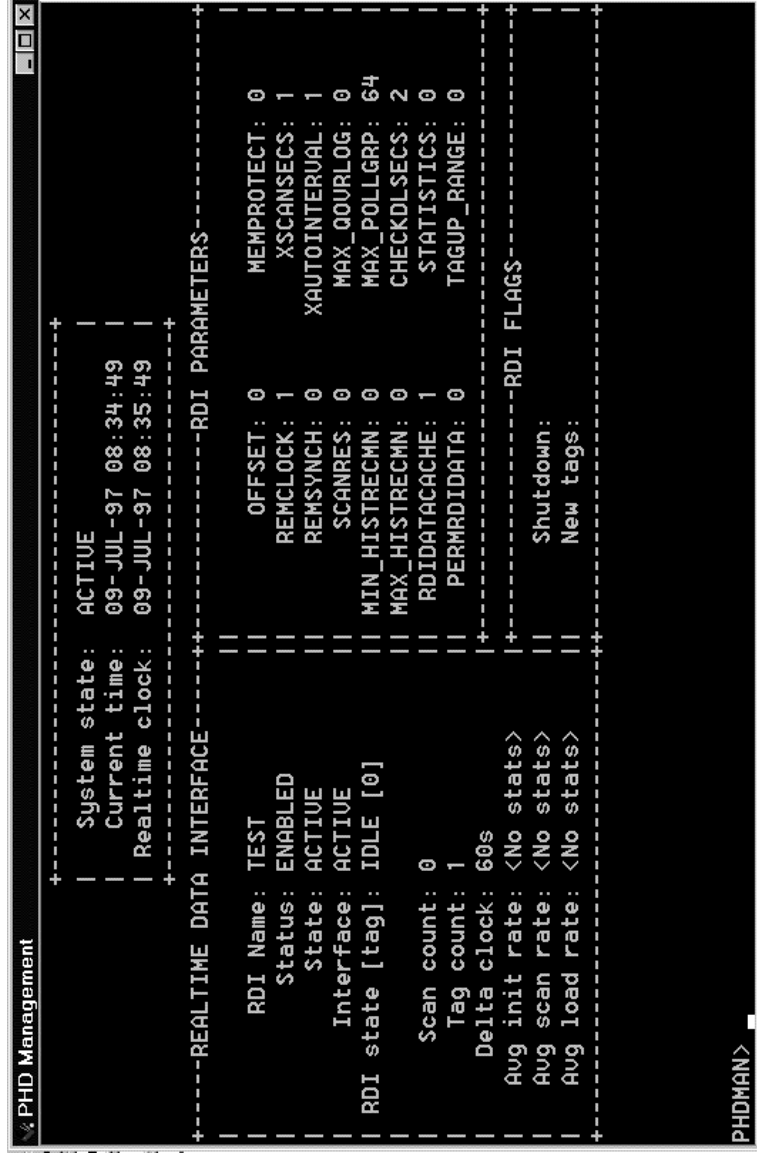 PHD Management
System state: ACTIVE
Current time: 09-JUL-97 08:34:49
Realtime clock: 09-JUL-97 08:35:49
+-----REALTIME DATA INTERFACE------++--------------RDI PARAMETERS--------------+
RDI Name: TEST OFFSET: 0 MEMPROTECT: 0
Status: ENABLED REMCLOCK: 1 XSCANSECS: 1
State: ACTIVE REMSYNCH: 0 XAUTOINTERVAL: 1
Interface: ACTIVE SCANRES: 0 MAX_QOVRLOG: 0
RDI state [tag]: IDLE [0] MIN_HISTRECMN: 0 MAX_POLLGRP: 64
MAX_HISTRECMN: 0 CHECKDLSECS: 2
Scan count: 0 RDIDATACACHE: 1 STATISTICS: 0
Tag count: 1 PERMRDIDATA: 0 TAGUP_RANGE: 0
Delta clock: 60s
Avg init rate: <No stats> +-----------------RDI FLAGS-----------------+
Avg scan rate: <No stats> Shutdown:
Avg load rate: <No stats> New tags:
PHDMAN>